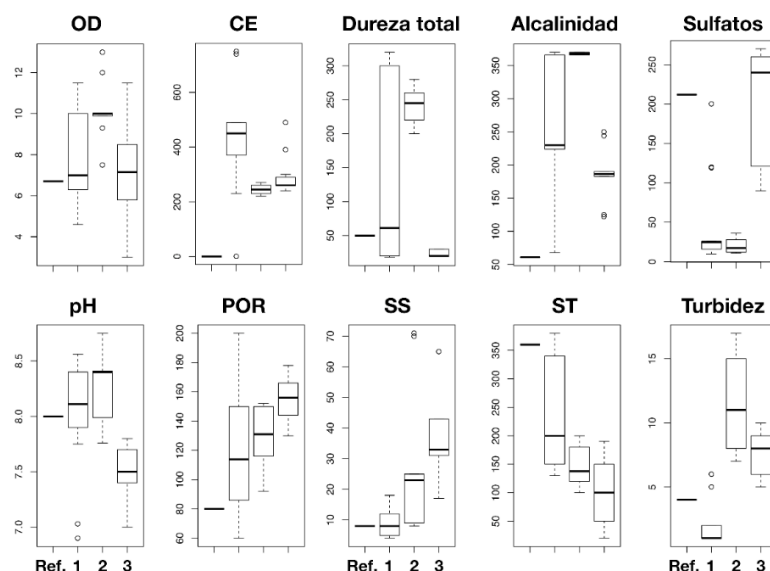 OD CE Dureza total Alcalinidad Sulfatos
4 6 8 10 12
0 200 400 600
50 100 150 200 250 300
50 100 150 200 250 300 350
0 50 100 150 200 250
pH POR SS ST Turbidez
7.0 7.5 8.0 8.5
60 80 100 120 140 160 180 200
10 20 30 40 50 60 70
50 100 150 200 250 300 350
5 10 15
Ref. 1 2 3 Ref. 1 2 3 Ref. 1 2 3